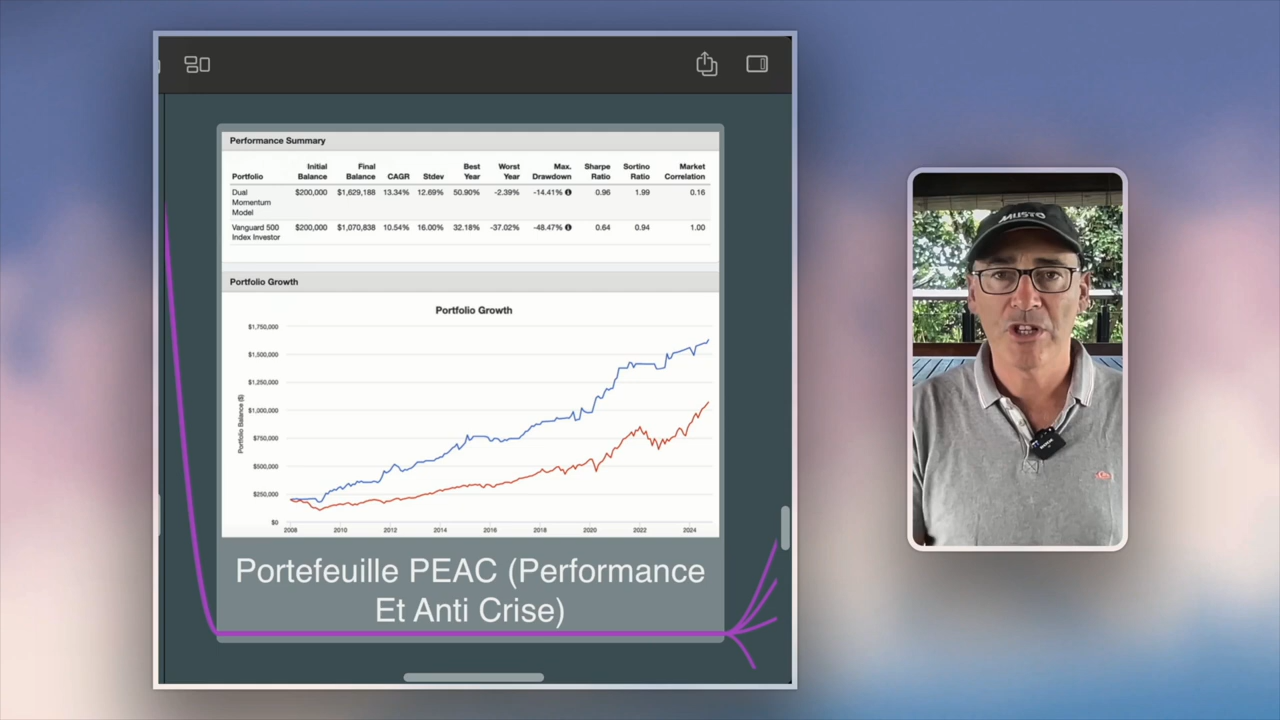 Performance Summary
Portfolio Initial Balance Final Balance CAGR Stdev Best Year Worst Year Max. Drawdown Sharpe Ratio Sortino Ratio Market Correlation
Dual Momentum Model $200,000 $1,629,188 13.34% 12.69% 50.90% -2.39% -14.41% 0.96 1.99 0.16
Vanguard 500 Index Investor $200,000 $1,070,838 10.54% 16.00% 32.18% -37.02% -48.47% 0.64 0.94 1.00
Portfolio Growth
Portfolio Growth
$1,750,000
$1,500,000
$1,250,000
$1,000,000
$750,000
$500,000
$250,000
$0
Portfolio Balance ($)
2008 2010 2012 2014 2016 2018 2020 2022 2024
Portefeuille PEAC (Performance
Et Anti Crise)
MUSTO